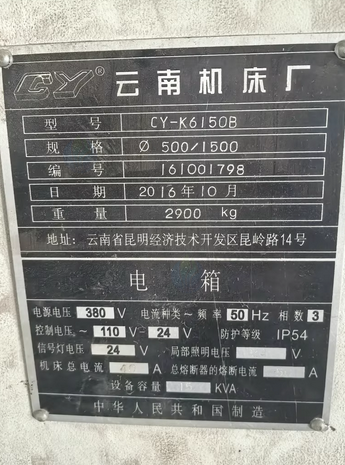 CY® 云南机床厂
型 号 CY-K6150B
规 格 Ø 500/1500
编 号 161001798
日 期 2016年10月
重 量 2900 kg
地址: 云南省昆明经济技术开发区昆岭路14号
电 箱
电源电压 380 V 电流种类~ 频率 50 Hz 相数 3
控制电压~ 110 V- 24 V 防护等级 IP54
信号灯电压 24 V 局部照明电压 V
机床总电流 A 总熔断器的熔断电流 A
设备容量 KVA
中华人民共和国制造